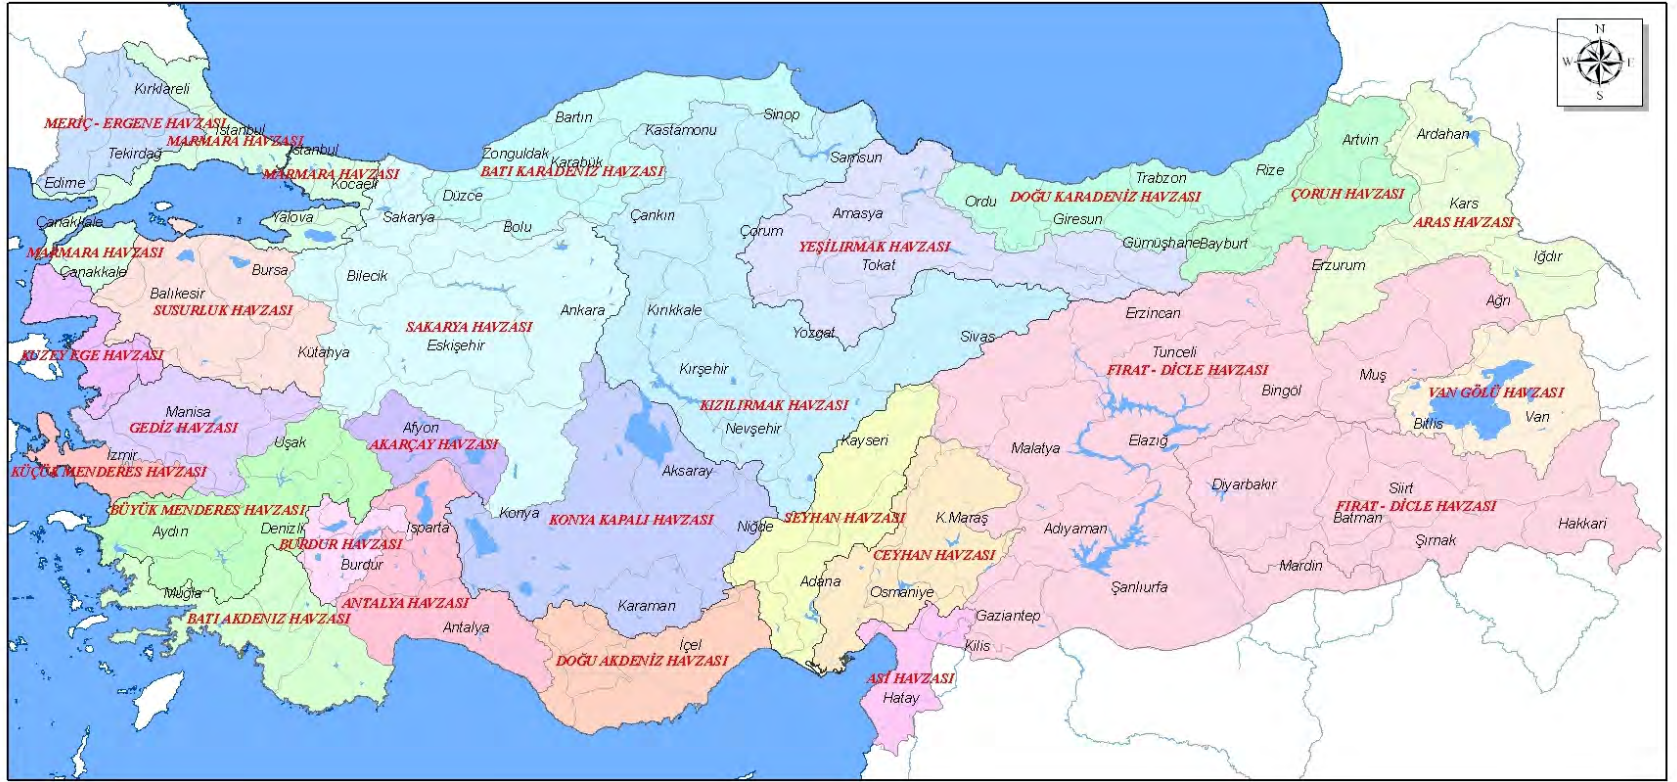 N
W
E
S
Kırklareli
MERİÇ - ERGENE HAVZASI
İstanbul
MARMARA HAVZASI
Tekirdağ
Edirne
İstanbul
MARMARA HAVZASI
Kocaeli
Yalova
Çanakkale
MARMARA HAVZASI
Çanakkale
Bartın
Kastamonu
Sinop
Zonguldak
Karabük
BATI KARADENİZ HAVZASI
Düzce
Sakarya
Bolu
Çankırı
Samsun
Amasya
Çorum
YEŞİLIRMAK HAVZASI
Tokat
Ordu
DOĞU KARADENİZ HAVZASI
Trabzon
Rize
Giresun
Gümüşhane
Bayburt
Artvin
ÇORUH HAVZASI
Ardahan
Kars
ARAS HAVZASI
Erzurum
Iğdır
Ağrı
Bursa
Bilecik
Balıkesir
SUSURLUK HAVZASI
Kütahya
SAKARYA HAVZASI
Eskişehir
Ankara
Kırıkkale
Yozgat
Sivas
Kırşehir
KIZILIRMAK HAVZASI
Nevşehir
Kayseri
Erzincan
Tunceli
FIRAT - DİCLE HAVZASI
Bingöl
Muş
VAN GÖLÜ HAVZASI
Bitlis
Van
KUZEY EGE HAVZASI
Manisa
GEDİZ HAVZASI
Uşak
Afyon
AKARÇAY HAVZASI
İzmir
KÜÇÜK MENDERES HAVZASI
BÜYÜK MENDERES HAVZASI
Aydın
Denizli
Isparta
BURDUR HAVZASI
Burdur
Muğla
BATI AKDENİZ HAVZASI
ANTALYA HAVZASI
Antalya
Aksaray
Konya
KONYA KAPALI HAVZASI
Niğde
Karaman
İçel
DOĞU AKDENİZ HAVZASI
SEYHAN HAVZASI
Adana
K.Maraş
CEYHAN HAVZASI
Osmaniye
ASİ HAVZASI
Hatay
Malatya
Elazığ
Adıyaman
Diyarbakır
Siirt
FIRAT - DİCLE HAVZASI
Batman
Şırnak
Hakkari
Mardin
Şanlıurfa
Gaziantep
Kilis